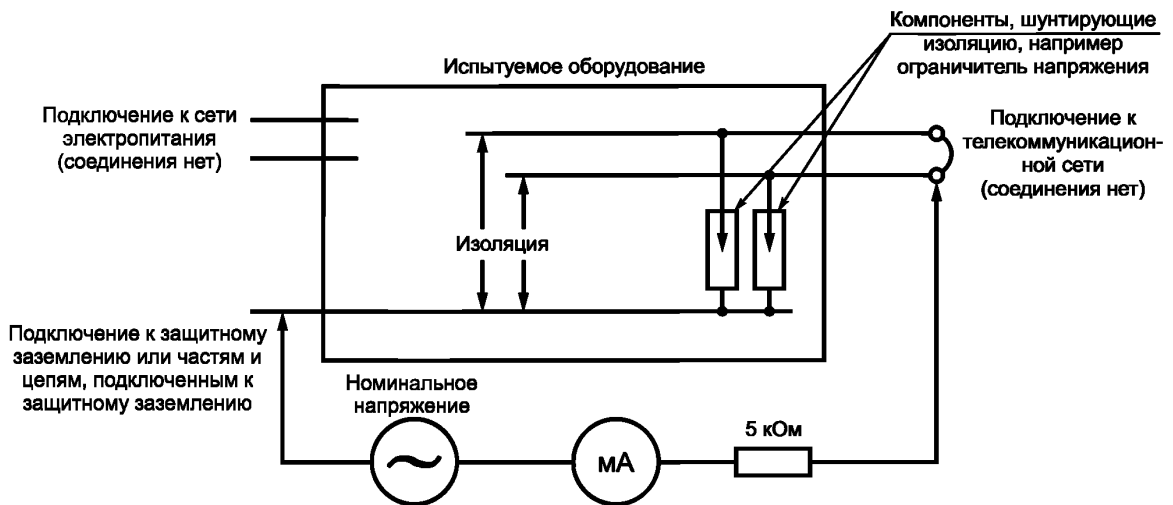 Компоненты, шунтирующие
изоляцию, например
ограничитель напряжения
Испытуемое оборудование
Подключение к сети
электропитания
(соединения нет)
Подключение к
телекоммуникацион-
ной сети
(соединения нет)
Изоляция
Подключение к защитному
заземлению или частям и
цепям, подключенным к
защитному заземлению
Номинальное
напряжение
5 кОм
мА